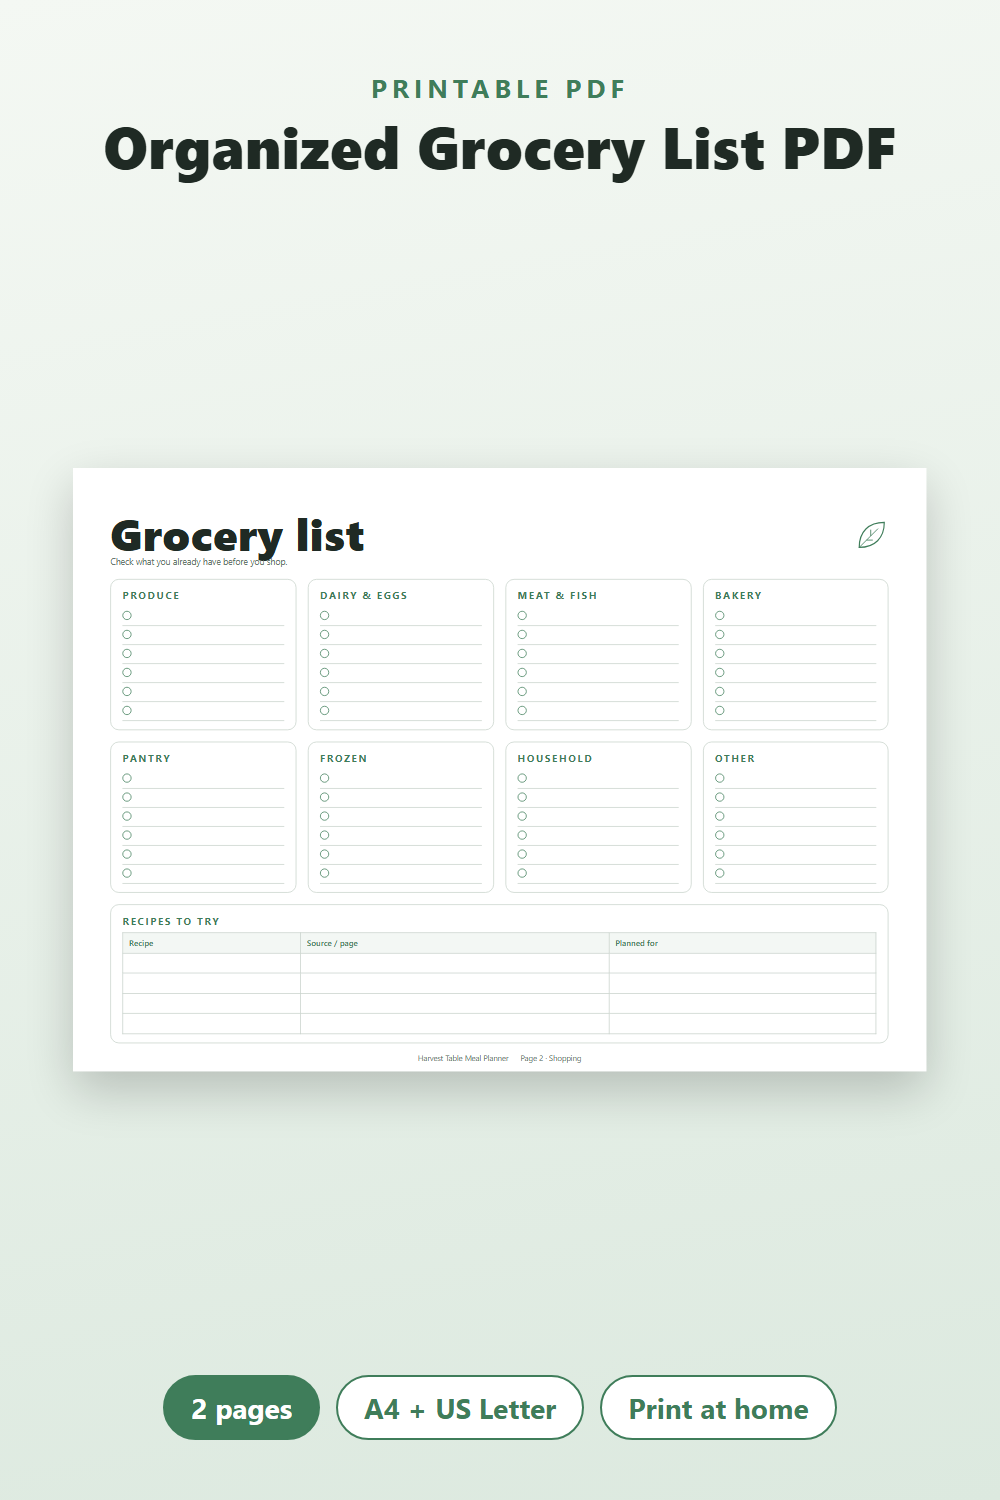 PRINTABLE PDF
Organized Grocery List PDF
Grocery list
Check what you already have before you shop.
PRODUCE
DAIRY & EGGS
MEAT & FISH
BAKERY
PANTRY
FROZEN
HOUSEHOLD
OTHER
RECIPES TO TRY
Recipe
Source / page
Planned for
Harvest Table Meal Planner Page 2 · Shopping
2 pages
A4 + US Letter
Print at home